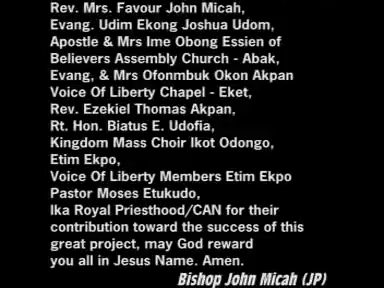 Rev. Mrs. Favour John Micah,
Evang. Udim Ekong Joshua Udom,
Apostle & Mrs Ime Obong Essien of
Believers Assembly Church - Abak,
Evang, & Mrs Ofonmbuk Okon Akpan
Voice Of Liberty Chapel - Eket,
Rev. Ezekiel Thomas Akpan,
Rt. Hon. Biatus E. Udofia,
Kingdom Mass Choir Ikot Odongo,
Etim Ekpo,
Voice Of Liberty Members Etim Ekpo
Pastor Moses Etukudo,
Ika Royal Priesthood/CAN for their
contribution toward the success of this
great project, may God reward
you all in Jesus Name. Amen.
Bishop John Micah (JP)